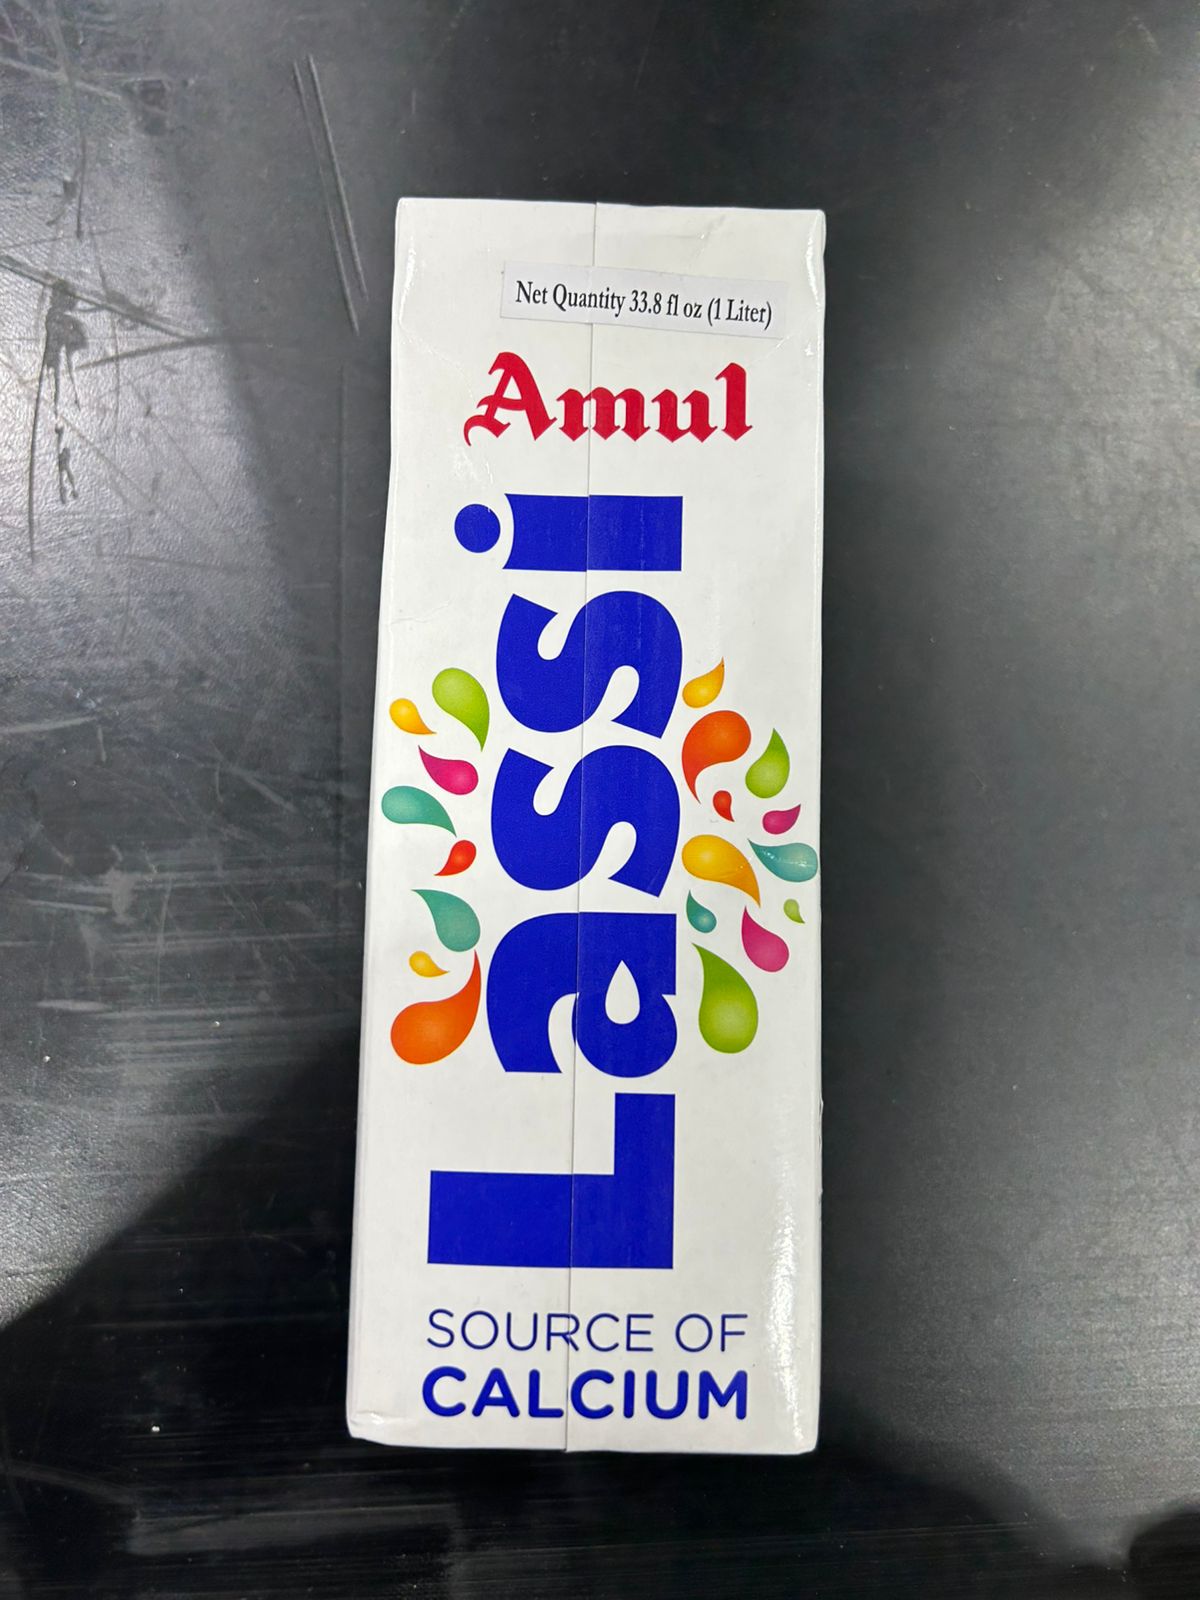 Net Quantity 33.8 fl oz (1 Liter)
Amul
Lassi
SOURCE OF
CALCIUM